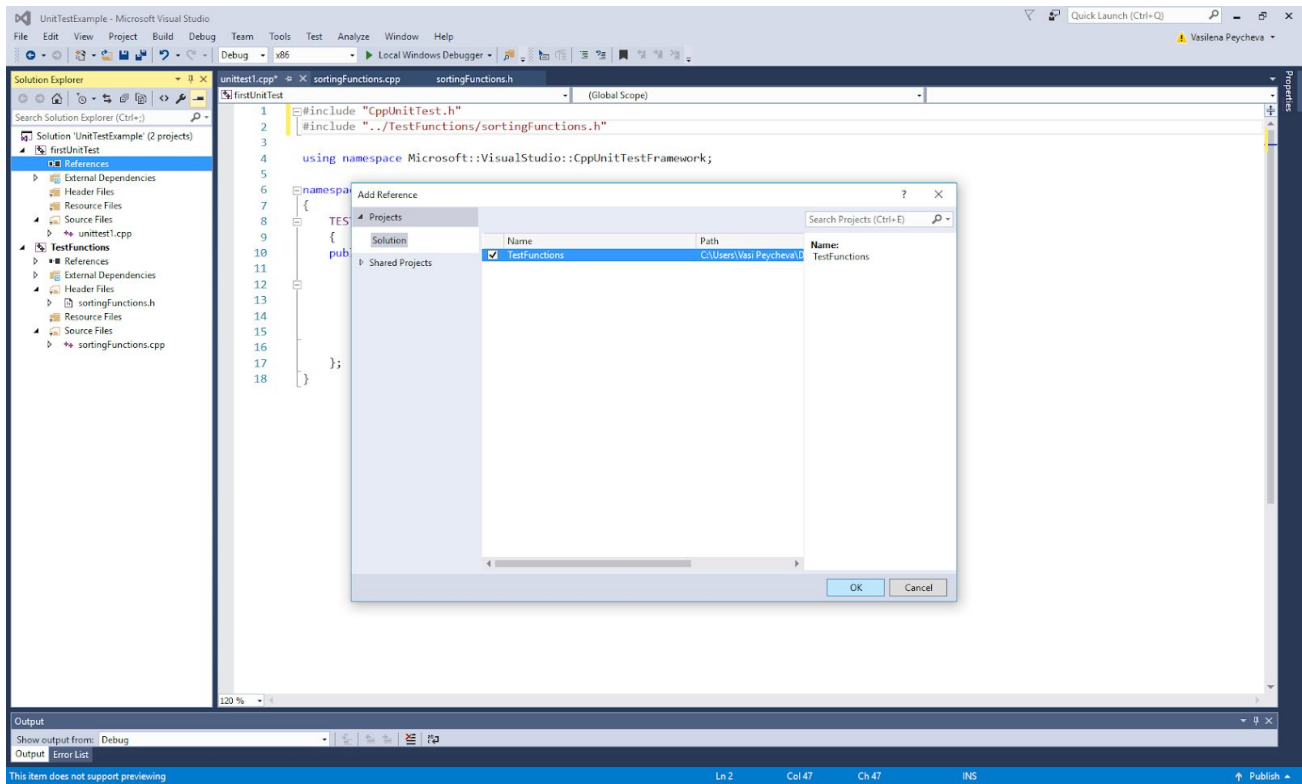 UnitTestExample - Microsoft Visual Studio
Quick Launch (Ctrl+Q)
File Edit View Project Build Debug Team Tools Test Analyze Window Help
Vasilena Peycheva
Debug x86 Local Windows Debugger
Solution Explorer
unittest1.cpp* sortingFunctions.cpp sortingFunctions.h
Properties
firstUnitTest (Global Scope)
Search Solution Explorer (Ctrl+;)
Solution 'UnitTestExample' (2 projects)
firstUnitTest
References
External Dependencies
Header Files
Resource Files
Source Files
unittest1.cpp
TestFunctions
References
External Dependencies
Header Files
sortingFunctions.h
Resource Files
Source Files
sortingFunctions.cpp
1 #include "CppUnitTest.h"
2 #include "../TestFunctions/sortingFunctions.h"
3
4 using namespace Microsoft::VisualStudio::CppUnitTestFramework;
5
6 namespa
7 {
8 TES
9 {
10 pub
11
12
13
14
15
16
17 };
18 }
Add Reference ?
Projects
Search Projects (Ctrl+E)
Solution
Shared Projects
Name Path
TestFunctions C:\Users\Vasi Peycheva\D
Name:
TestFunctions
OK Cancel
120 %
Output
Show output from: Debug
Output Error List
This item does not support previewing Ln 2 Col 47 Ch 47 INS Publish